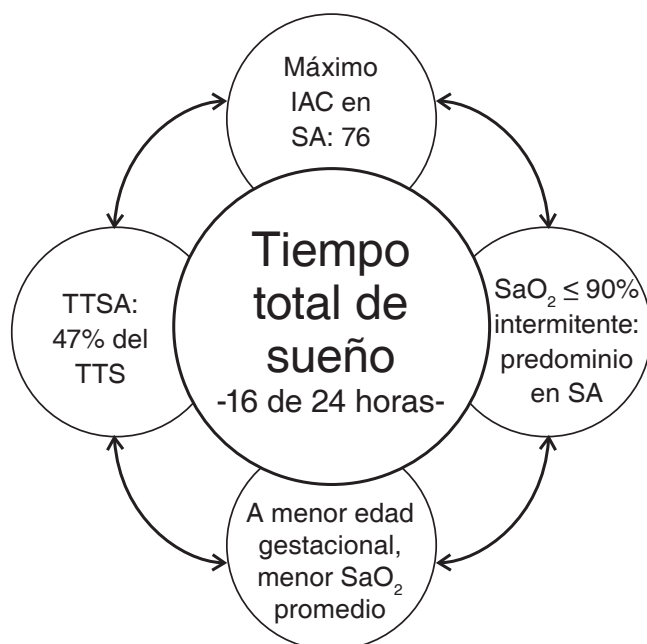 Máximo
IAC en
SA: 76
TTSA:
47% del
TTS
Tiempo
total de
sueño
-16 de 24 horas-
SaO₂ ≤ 90%
intermitente:
predominio
en SA
A menor edad
gestacional,
menor SaO₂
promedio